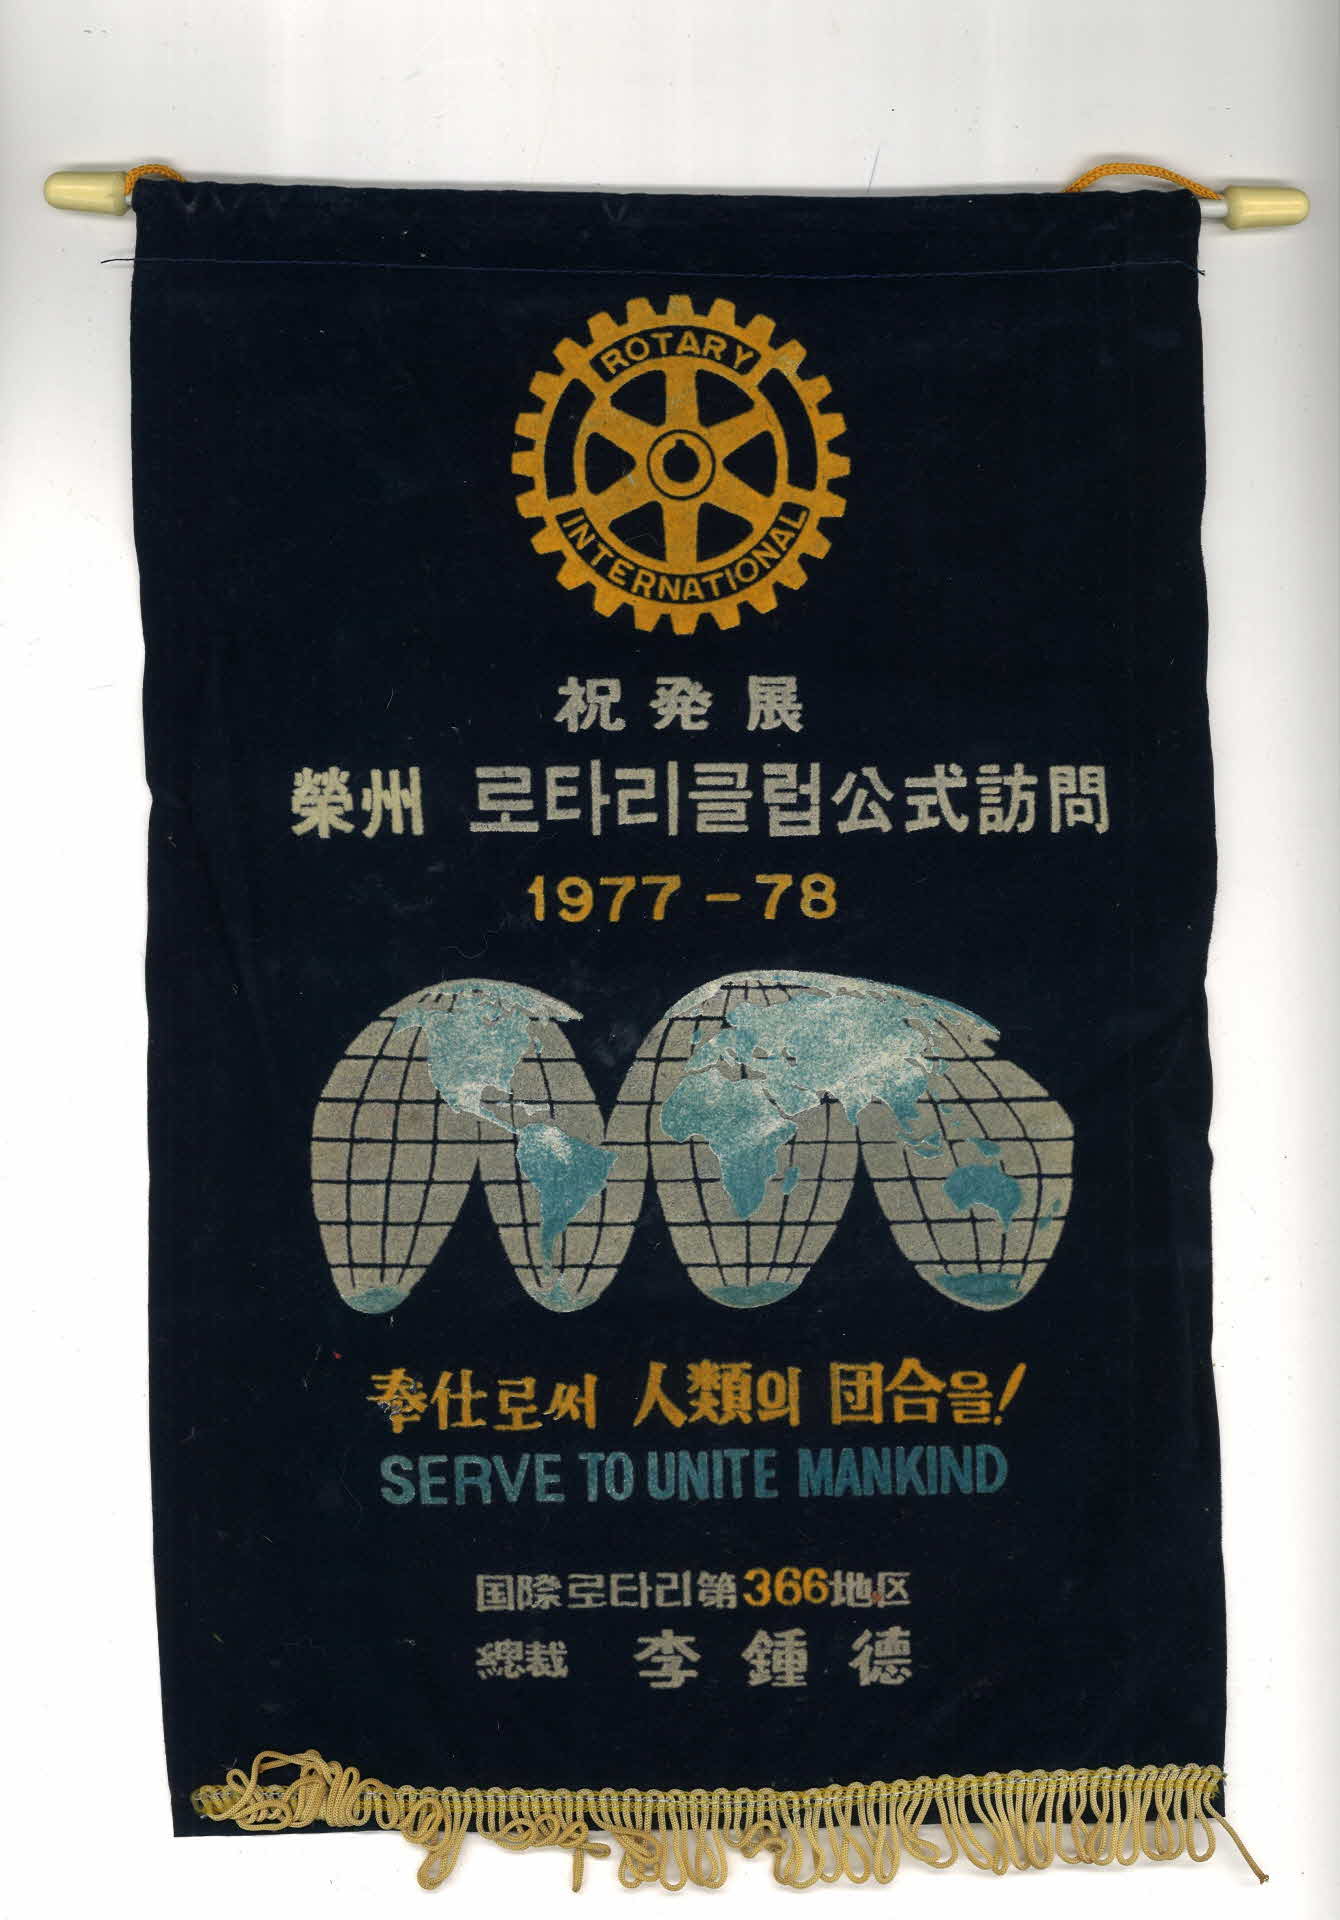 ROTARY
INTERNATIONAL
祝発展
榮州 로타리클럽公式訪問
1977-78
奉仕로써 人類의 団合을!
SERVE TO UNITE MANKIND
国際로타리第366地区
總裁 李鍾德